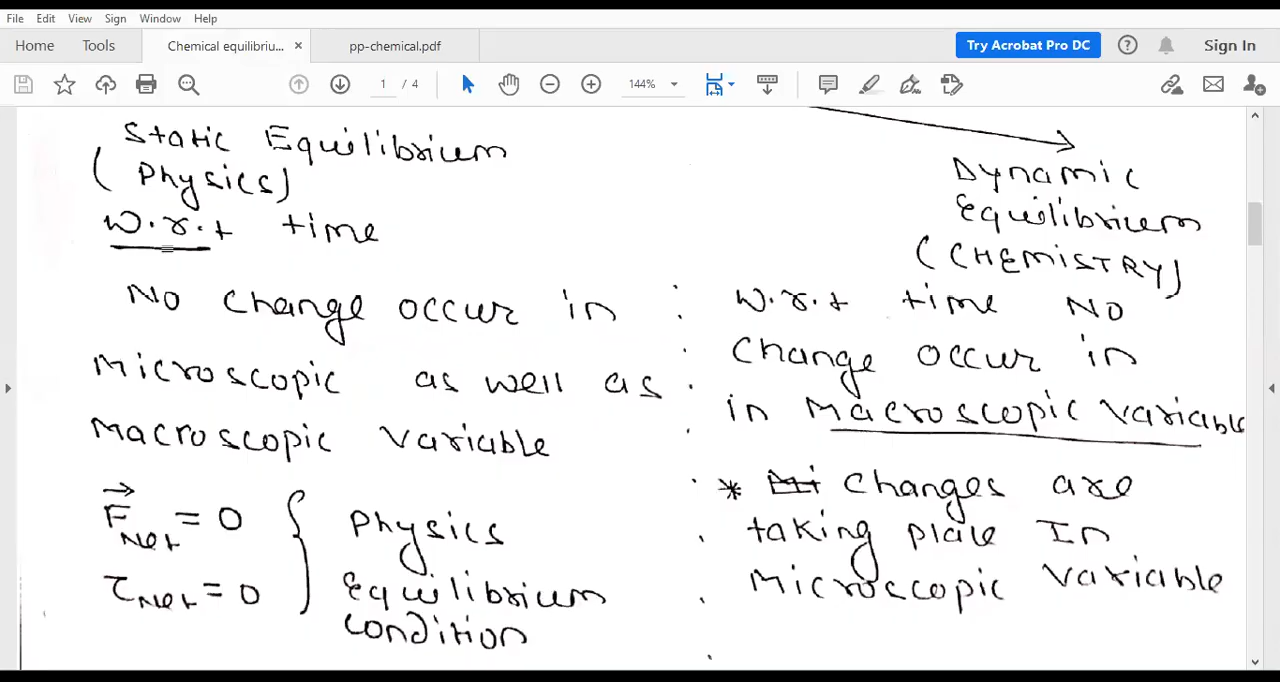 File Edit View Sign Window Help
Home Tools Chemical equilibriu... × pp-chemical.pdf Try Acrobat Pro DC Sign In
1 / 4 144%
Static Equilibrium
(Physics)
w.r.t time
No change occur in
Microscopic as well as
Macroscopic variable
F Net = 0
τ Net = 0
Physics
Equilibrium
condition
Dynamic
Equilibrium
(CHEMISTRY)
w.r.t time No
change occur in
in Macroscopic variable
* Changes are
taking place In
Microscopic variable